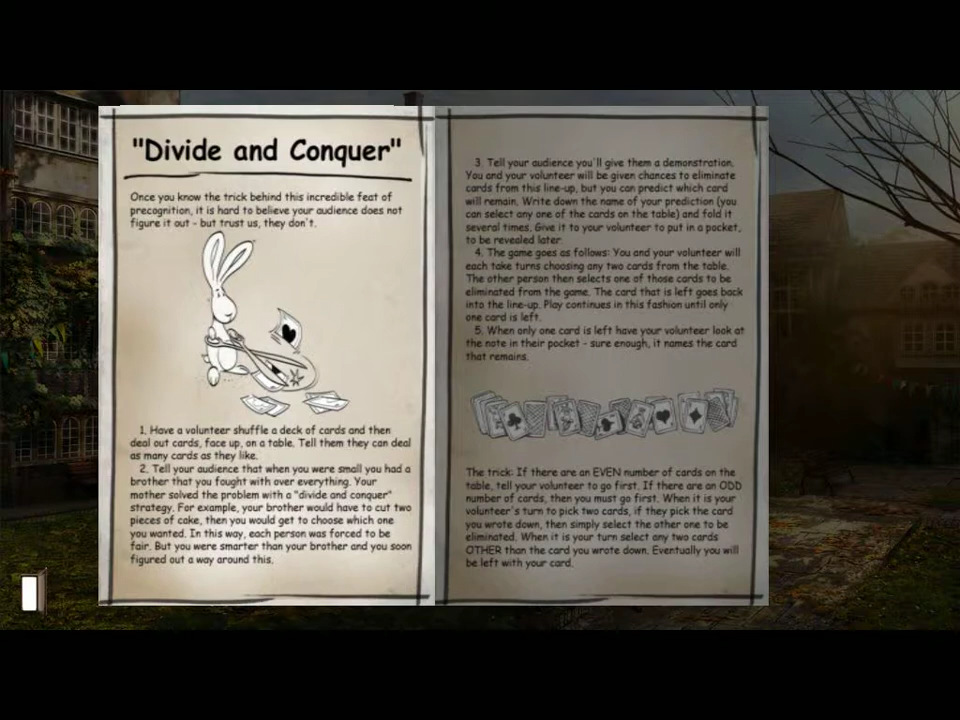 "Divide and Conquer"
Once you know the trick behind this incredible feat of
precognition, it is hard to believe your audience does not
figure it out - but trust us, they don't.
1. Have a volunteer shuffle a deck of cards and then
deal out cards, face up, on a table. Tell them they can deal
as many cards as they like.
2. Tell your audience that when you were small you had a
brother that you fought with over everything. Your
mother solved the problem with a "divide and conquer"
strategy. For example, your brother would have to cut two
pieces of cake, then you would get to choose which one
you wanted. In this way, each person was forced to be
fair. But you were smarter than your brother and you soon
figured out a way around this.
3. Tell your audience you'll give them a demonstration.
You and your volunteer will be given chances to eliminate
cards from this line-up, but you can predict which card
will remain. Write down the name of your prediction (you
can select any one of the cards on the table) and fold it
several times. Give it to your volunteer to put in a pocket,
to be revealed later.
4. The game goes as follows: You and your volunteer will
each take turns choosing any two cards from the table.
The other person then selects one of those cards to be
eliminated from the game. The card that is left goes back
into the line-up. Play continues in this fashion until only
one card is left.
5. When only one card is left have your volunteer look at
the note in their pocket - sure enough, it names the card
that remains.
The trick: If there are an EVEN number of cards on the
table, tell your volunteer to go first. If there are an ODD
number of cards, then you must go first. When it is your
volunteer's turn to pick two cards, if they pick the card
you wrote down, then simply select the other one to be
eliminated. When it is your turn select any two cards
OTHER than the card you wrote down. Eventually you will
be left with your card.